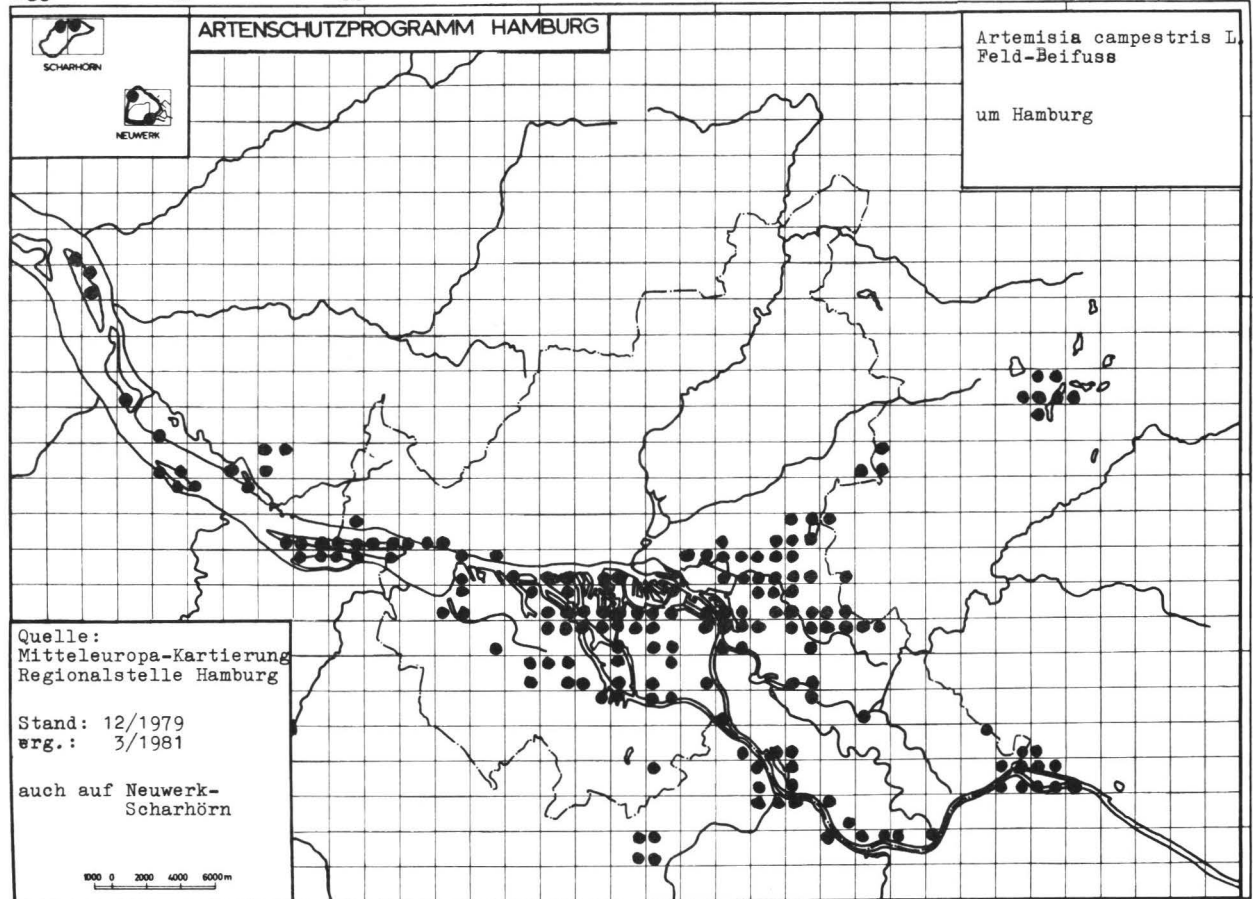 ARTENSCHUTZPROGRAMM HAMBURG
SCHARHÖRN
NEUWERK
Artemisia campestris L.
Feld-Beifuss
um Hamburg
Quelle:
Mitteleuropa-Kartierung
Regionalstelle Hamburg
Stand: 12/1979
erg.: 3/1981
auch auf Neuwerk-
Scharhörn
1000 0 2000 4000 6000m